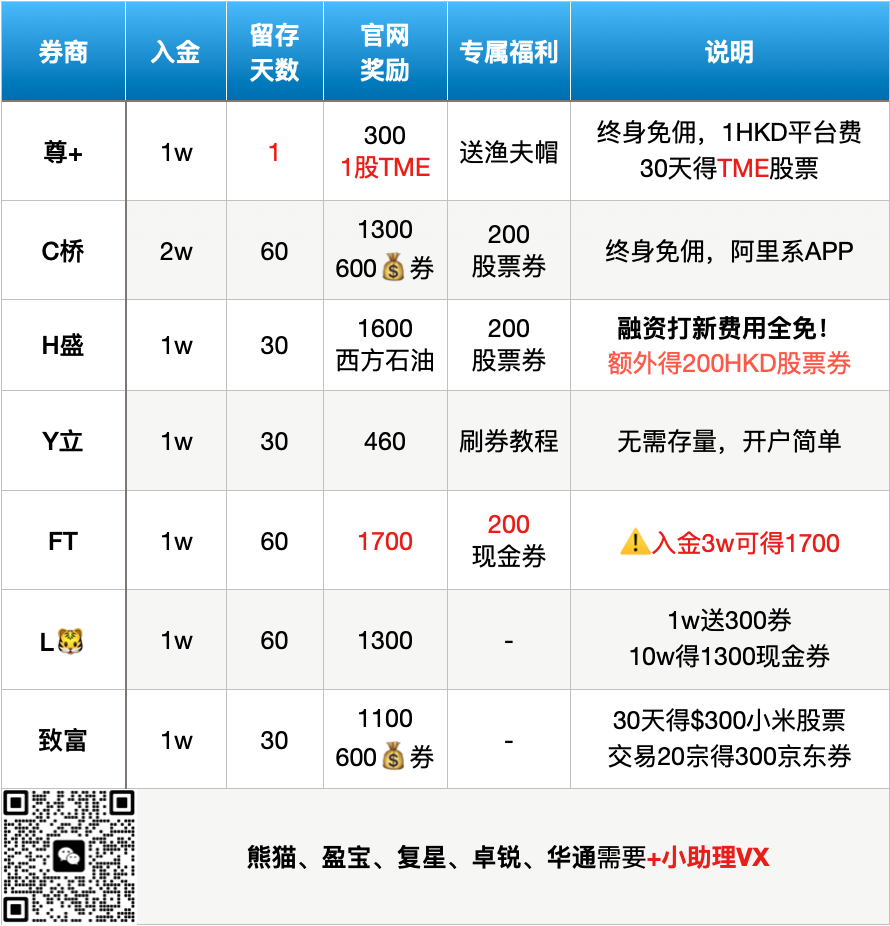 券商 入金 留存天数 官网奖励 专属福利 说明
尊+ 1w 1 300 1股TME 送渔夫帽 终身免佣，1HKD平台费 30天得TME股票
C桥 2w 60 1300 600💰券 200 股票券 终身免佣，阿里系APP
H盛 1w 30 1600 西方石油 200 股票券 融资打新费用全免！ 额外得200HKD股票券
Y立 1w 30 460 刷券教程 无需存量，开户简单
FT 1w 60 1700 200 现金券 ⚠️入金3w可得1700
L🐯 1w 60 1300 - 1w送300券 10w得1300现金券
致富 1w 30 1100 600💰券 - 30天得$300小米股票 交易20宗得300京东券
熊猫、盈宝、复星、卓锐、华通需要+小助理VX